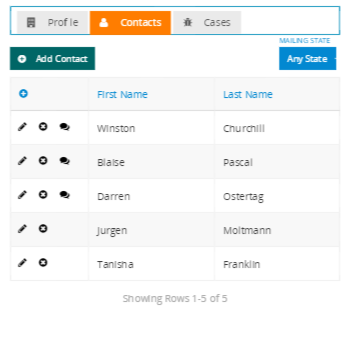 Profile Contacts Cases
MAILING STATE
Add Contact Any State
First Name Last Name
Winston Churchill
Blaise Pascal
Darren Ostertag
Jurgen Moltmann
Tanisha Franklin
Showing Rows 1-5 of 5